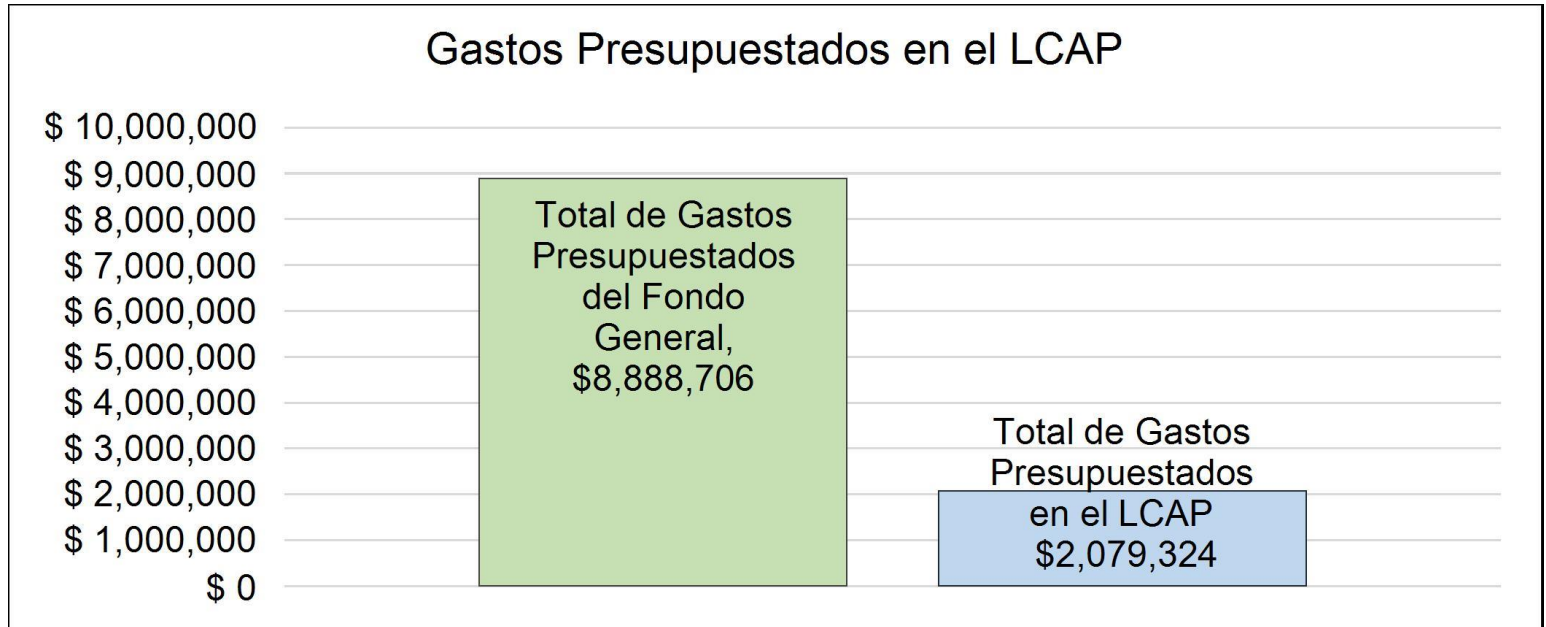 Gastos Presupuestados en el LCAP
$ 10,000,000
$ 9,000,000
$ 8,000,000
$ 7,000,000
$ 6,000,000
$ 5,000,000
$ 4,000,000
$ 3,000,000
$ 2,000,000
$ 1,000,000
$ 0
Total de Gastos
Presupuestados
del Fondo
General,
$8,888,706
Total de Gastos
Presupuestados
en el LCAP
$2,079,324